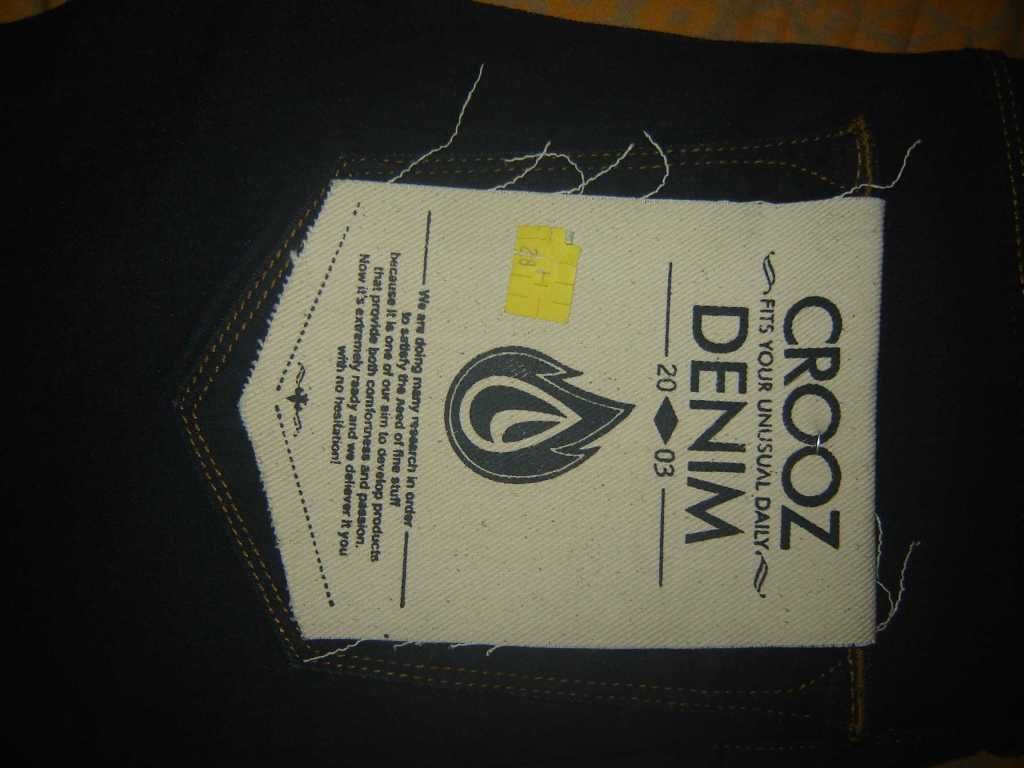 CROOZ
FITS YOUR UNUSUAL DAILY
DENIM
20 03
28
We are doing many research in order
to satisfy the need of fine stuff
because it is one of our aim to develop products
that provide both comfortness and passion.
Now it's extremely ready and we deliever it you
with no hesitation!